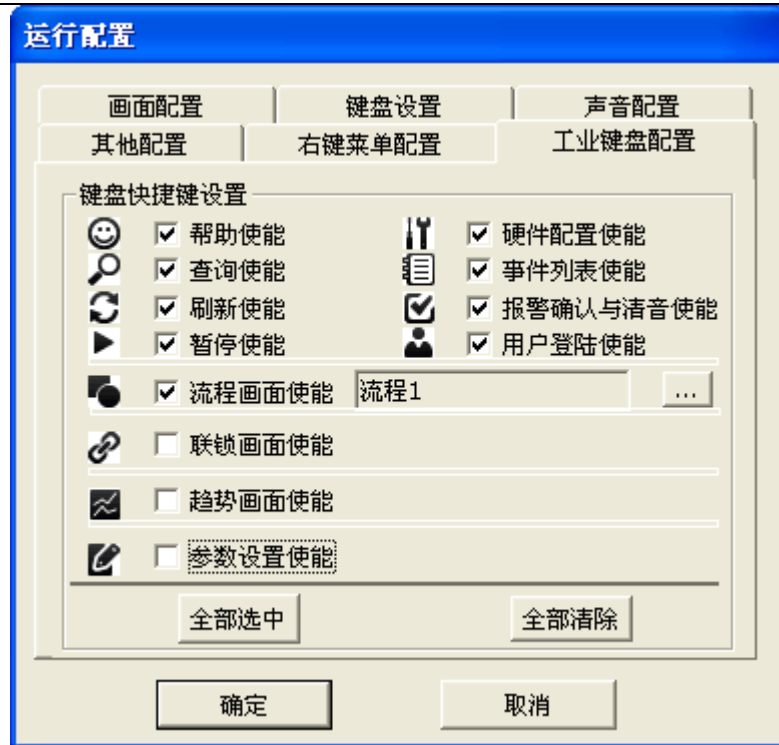 运行配置
画面配置 键盘设置 声音配置
其他配置 右键菜单配置 工业键盘配置
键盘快捷键设置
帮助使能 硬件配置使能
查询使能 事件列表使能
刷新使能 报警确认与清音使能
暂停使能 用户登陆使能
流程画面使能 流程1 ...
联锁画面使能
趋势画面使能
参数设置使能
全部选中 全部清除
确定 取消